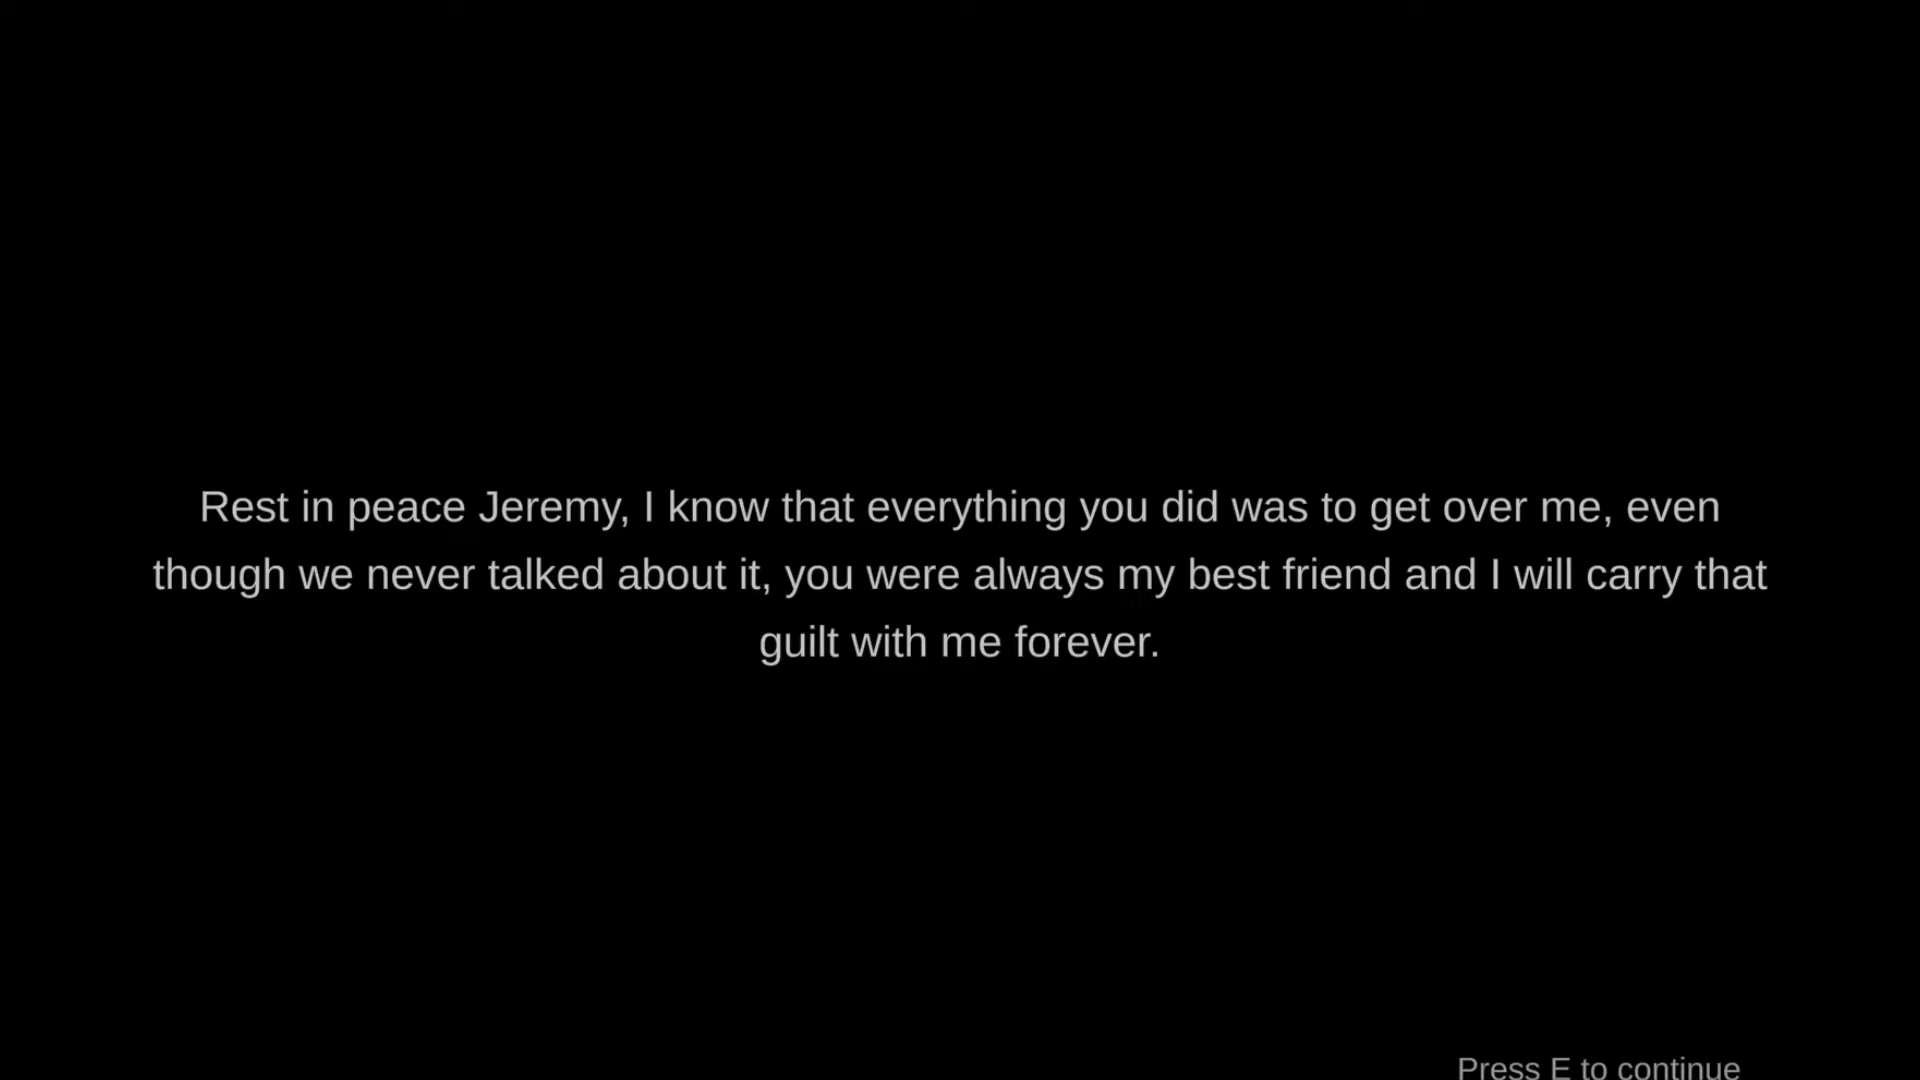 Rest in peace Jeremy, I know that everything you did was to get over me, even
though we never talked about it, you were always my best friend and I will carry that
guilt with me forever.
Press E to continue